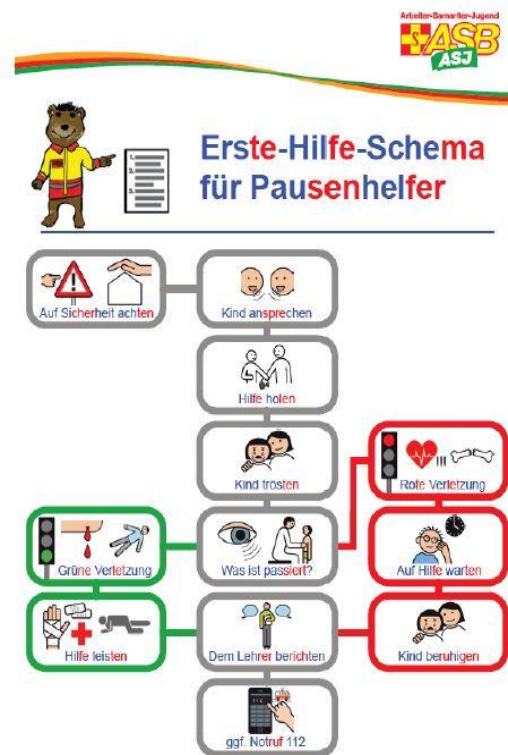 Arbeiter-Samariter-Jugend
ASB
ASJ
Erste-Hilfe-Schema
für Pausenhelfer
Auf Sicherheit achten
Kind ansprechen
Hilfe holen
Kind trösten
Rote Verletzung
Grüne Verletzung
Was ist passiert?
Auf Hilfe warten
Hilfe leisten
Dem Lehrer berichten
Kind beruhigen
ggf. Notruf 112